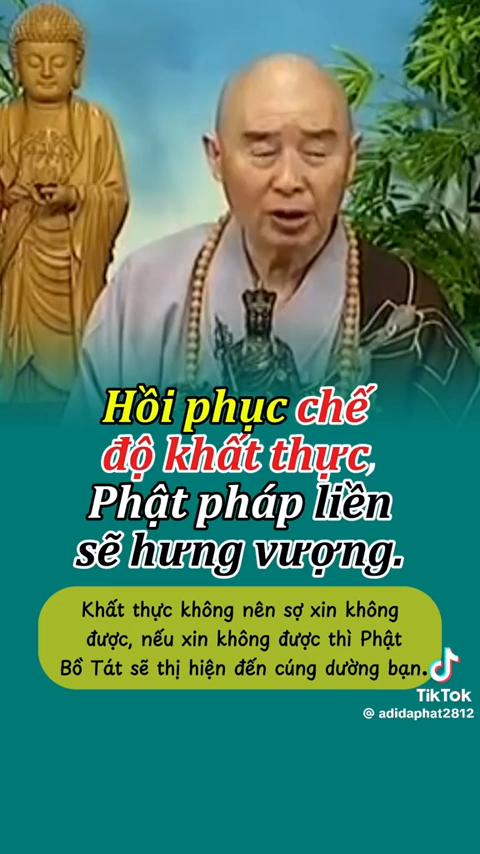 Hồi phục chế
độ khất thực,
Phật pháp liền
sẽ hưng vượng.
Khất thực không nên sợ xin không
được, nếu xin không được thì Phật
Bồ Tát sẽ thị hiện đến cúng dường bạn.
TikTok
@ adidaphat2812